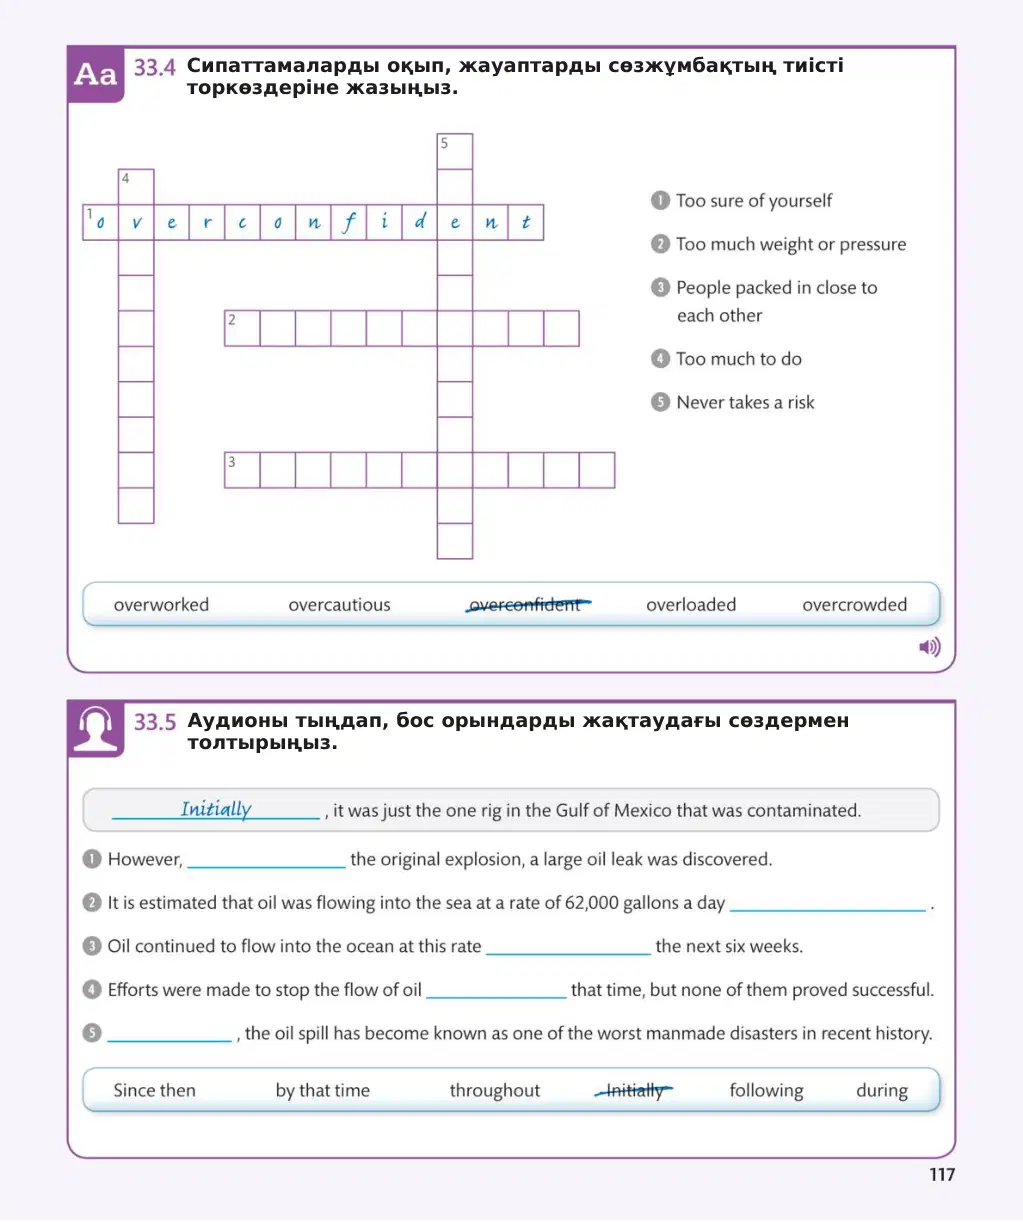 Aa 33.4 Сипаттамаларды оқып, жауаптарды сөзжұмбақтың тиісті
торкөздеріне жазыңыз.
5
4
1 o v e r c o n f i d e n t
2
3
1 Too sure of yourself
2 Too much weight or pressure
3 People packed in close to
each other
4 Too much to do
5 Never takes a risk
overworked overcautious overconfident overloaded overcrowded
33.5 Аудионы тыңдап, бос орындарды жақтаудағы сөздермен
толтырыңыз.
Initially , it was just the one rig in the Gulf of Mexico that was contaminated.
1 However, the original explosion, a large oil leak was discovered.
2 It is estimated that oil was flowing into the sea at a rate of 62,000 gallons a day .
3 Oil continued to flow into the ocean at this rate the next six weeks.
4 Efforts were made to stop the flow of oil that time, but none of them proved successful.
5 , the oil spill has become known as one of the worst manmade disasters in recent history.
Since then by that time throughout Initially following during
117